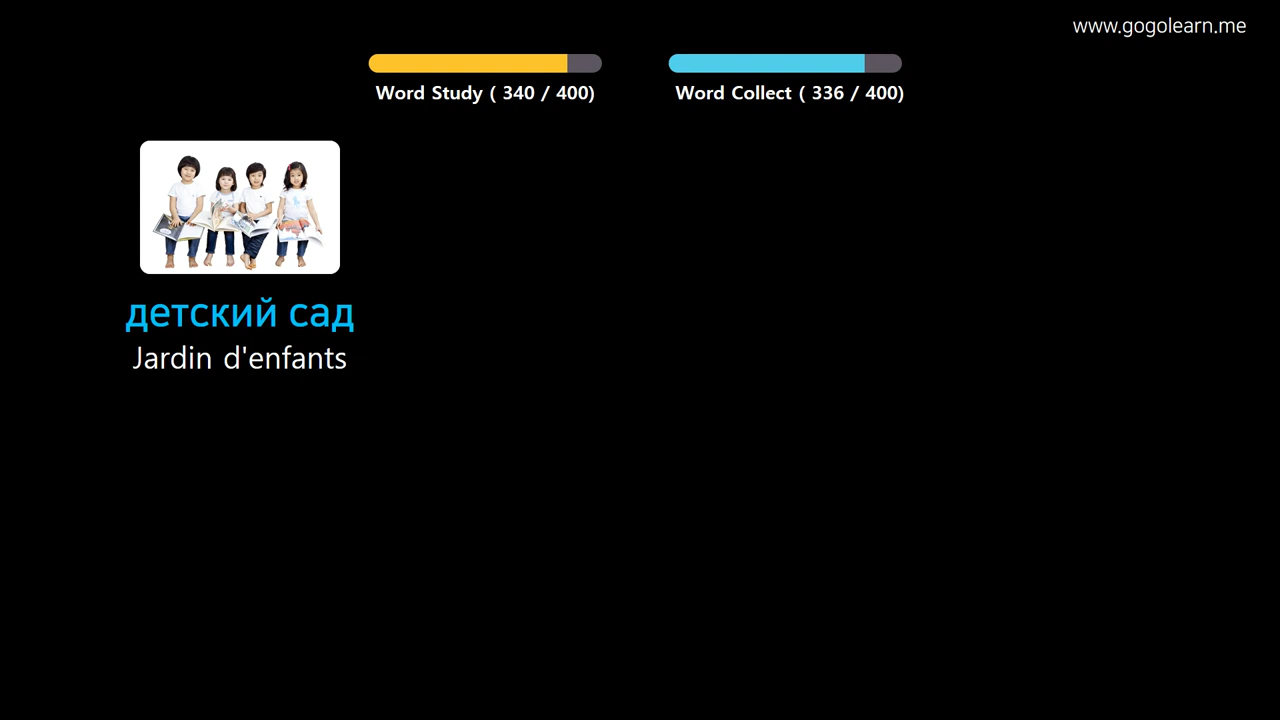 www.gogolearn.me
Word Study ( 340 / 400)
Word Collect ( 336 / 400)
детский сад
Jardin d'enfants